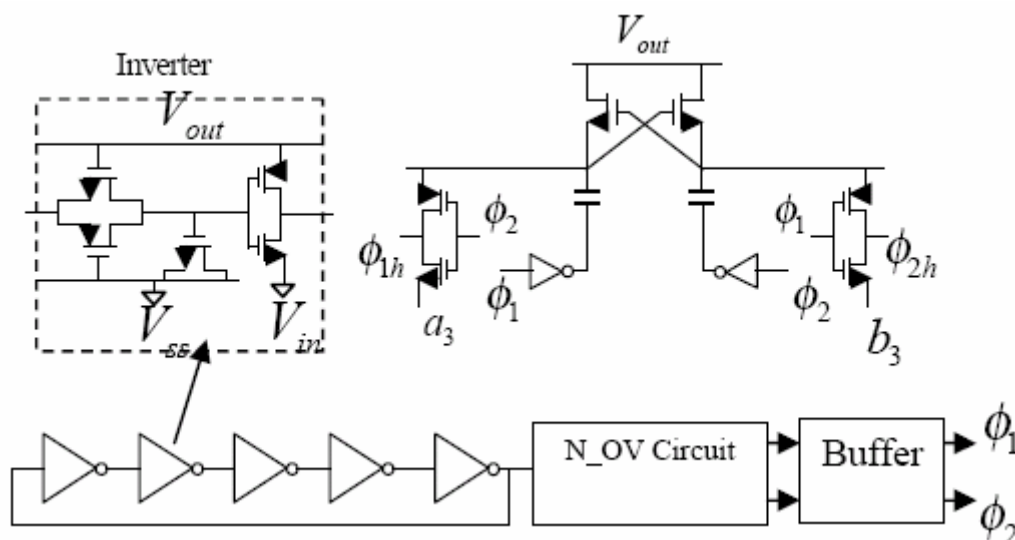 Inverter
V_out
V_ss
V_in
V_out
ϕ_1h
ϕ_2
ϕ_1
a_3
ϕ_1
ϕ_2h
ϕ_2
b_3
N_OV Circuit
Buffer
ϕ_1
ϕ_2